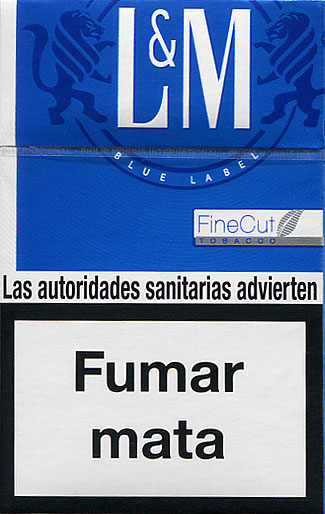 L&M
BLUE LABEL
FineCut
TOBACCO
Las autoridades sanitarias advierten
Fumar
mata